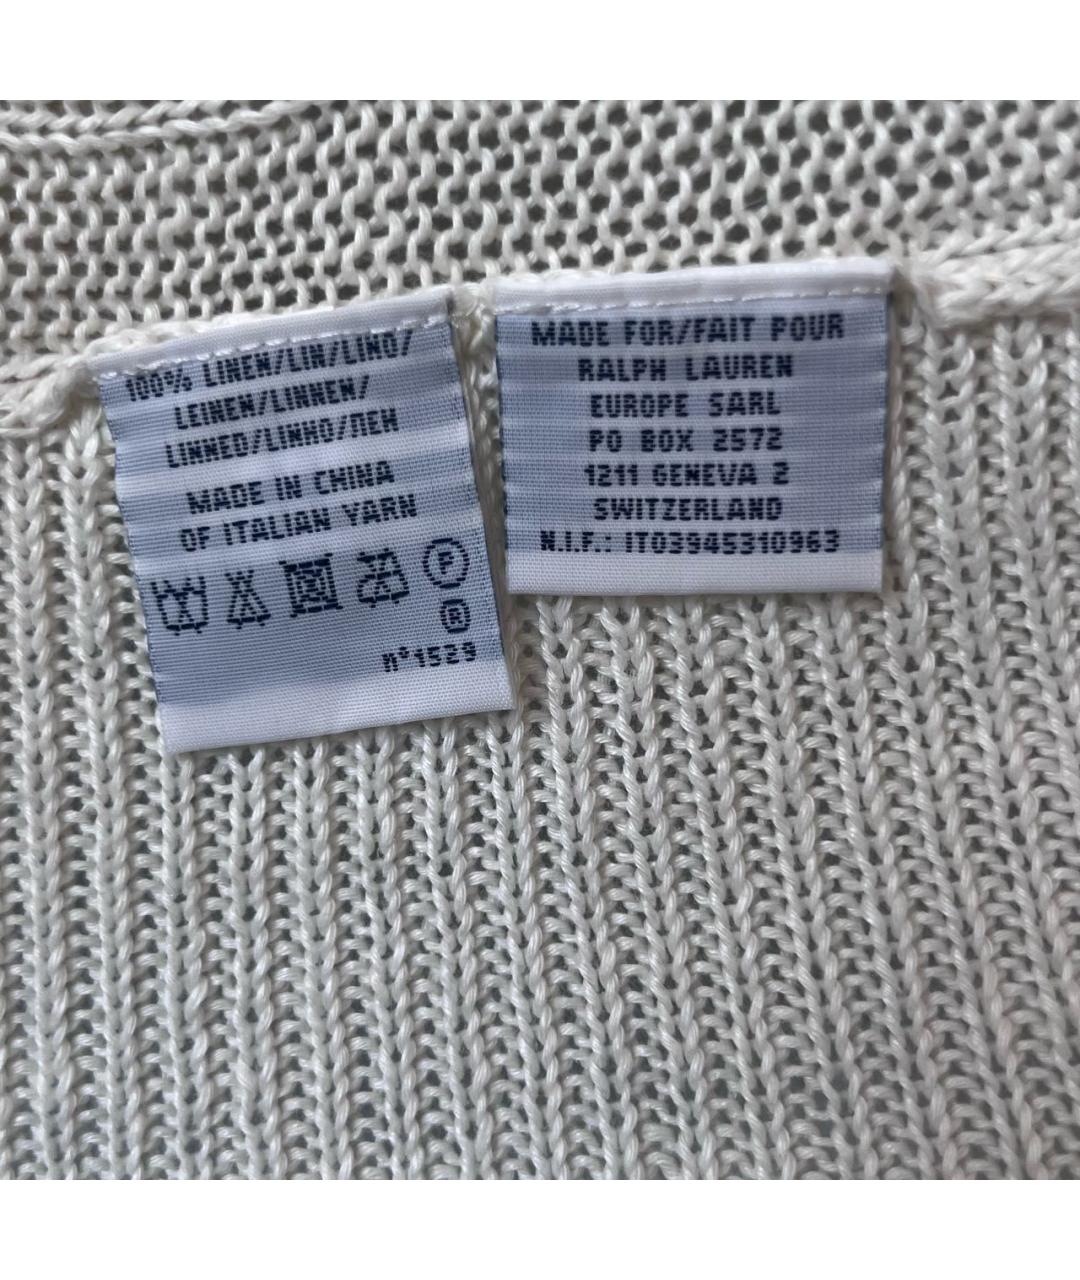 100% LINEN/LIN/LINO/
LEINEN/LINNEN/
LINNED/LINHO/ЛЕН
MADE IN CHINA
OF ITALIAN YARN
P
®
n°1529
MADE FOR/FAIT POUR
RALPH LAUREN
EUROPE SARL
PO BOX 2572
1211 GENEVA 2
SWITZERLAND
N.I.F.: IT03945310963